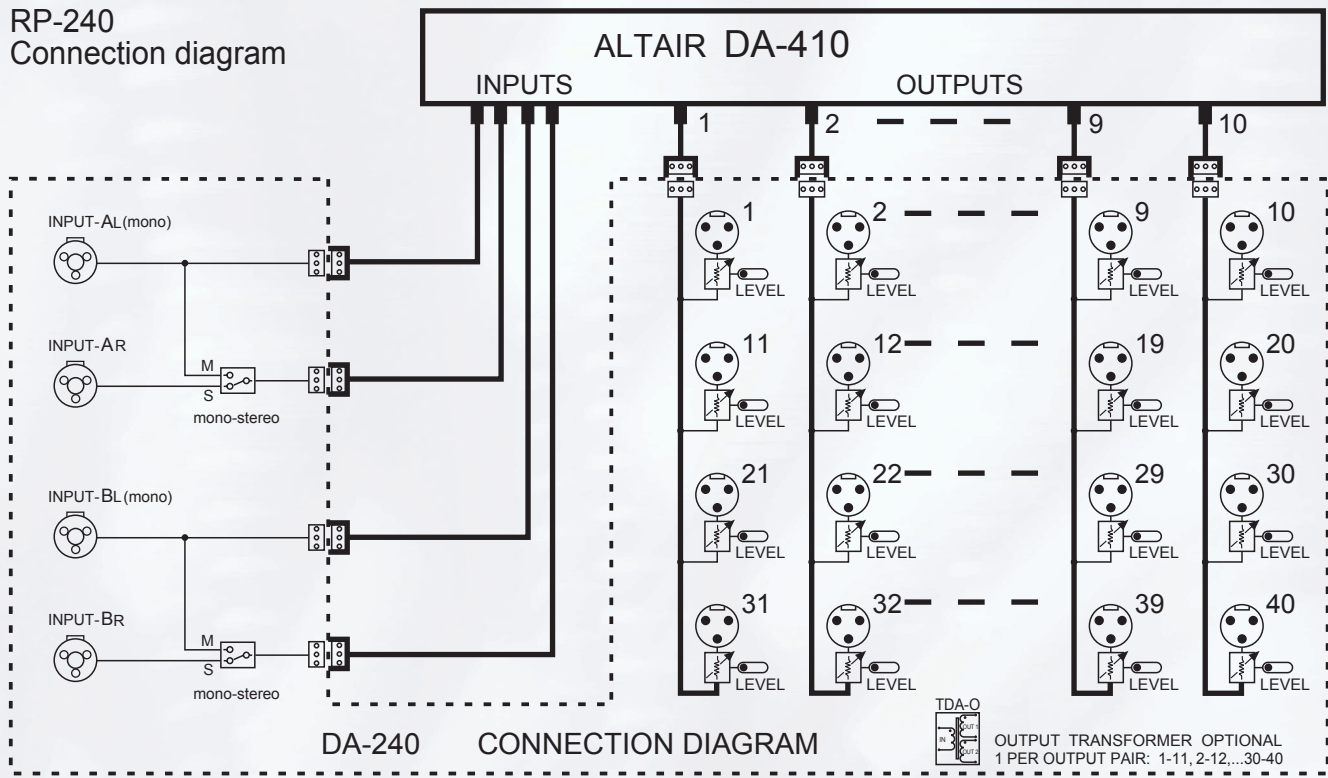 RP-240
Connection diagram
ALTAIR DA-410
INPUTS
OUTPUTS
1
2
9
10
INPUT-AL(mono)
INPUT-AR
M
S
mono-stereo
INPUT-BL(mono)
INPUT-BR
M
S
mono-stereo
1
2
9
10
LEVEL
LEVEL
LEVEL
LEVEL
11
12
19
20
LEVEL
LEVEL
LEVEL
LEVEL
21
22
29
30
LEVEL
LEVEL
LEVEL
LEVEL
31
32
39
40
LEVEL
LEVEL
LEVEL
LEVEL
DA-240 CONNECTION DIAGRAM
TDA-O
IN
OUT 1
OUT 2
OUTPUT TRANSFORMER OPTIONAL
1 PER OUTPUT PAIR: 1-11, 2-12,...30-40